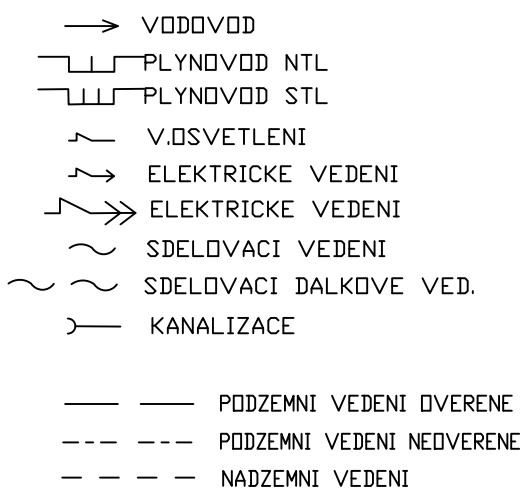 VODOVOD
PLYNOVOD NTL
PLYNOVOD STL
V.OSVETLENI
ELEKTRICKE VEDENI
ELEKTRICKE VEDENI
SDELOVACI VEDENI
SDELOVACI DALKOVE VED.
KANALIZACE
PODZEMNI VEDENI OVERENE
PODZEMNI VEDENI NEOVERENE
NADZEMNI VEDENI